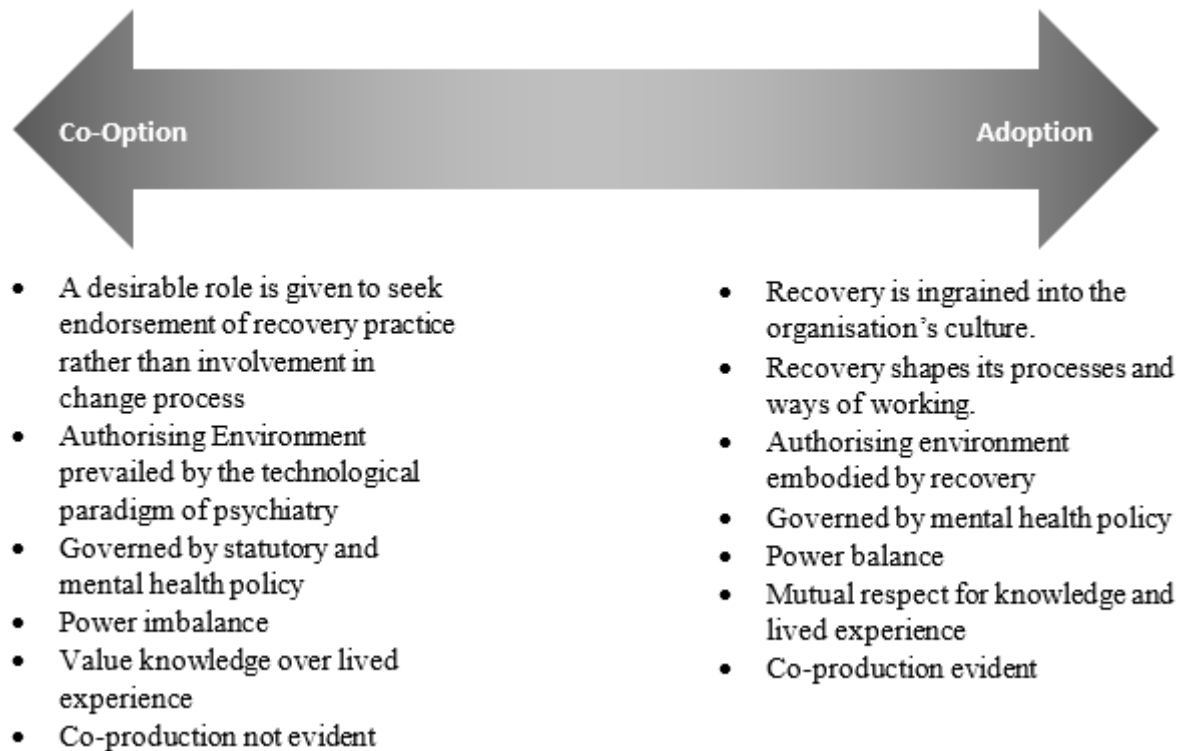 Co-Option
Adoption
• A desirable role is given to seek
endorsement of recovery practice
rather than involvement in
change process
• Authorising Environment
prevailed by the technological
paradigm of psychiatry
• Governed by statutory and
mental health policy
• Power imbalance
• Value knowledge over lived
experience
• Co-production not evident
• Recovery is ingrained into the
organisation’s culture.
• Recovery shapes its processes and
ways of working.
• Authorising environment
embodied by recovery
• Governed by mental health policy
• Power balance
• Mutual respect for knowledge and
lived experience
• Co-production evident